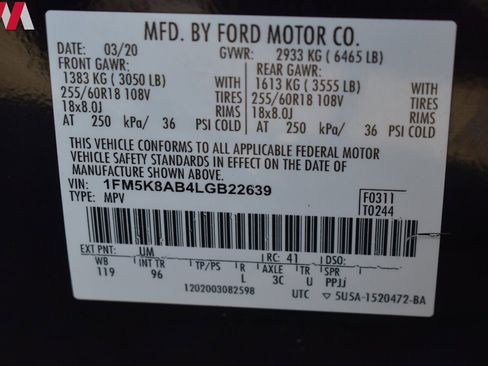 MFD. BY FORD MOTOR CO.
DATE: 03/20 GVWR: 2933 KG ( 6465 LB)
FRONT GAWR: REAR GAWR:
1383 KG ( 3050 LB) 1613 KG ( 3555 LB)
255/60R18 108V TIRES 255/60R18 108V TIRES
18x8.0J RIMS 18x8.0J RIMS
AT 250 kPa/ 36 PSI COLD AT 250 kPa/ 36 PSI COLD
THIS VEHICLE CONFORMS TO ALL APPLICABLE FEDERAL MOTOR
VEHICLE SAFETY AND BUMPER STANDARDS IN EFFECT ON THE DATE OF
MANUFACTURE SHOWN ABOVE.
VIN: 1FM5K8AB4LGB22639 F0311
TYPE: MPV T0244
EXT PNT: UM RC: 41 DSO:
WB INT TR TP/PS R AXLE TR SPR
119 96 L 3C U PPJJ
1202003082598 UTC 5U5A-1520472-BA